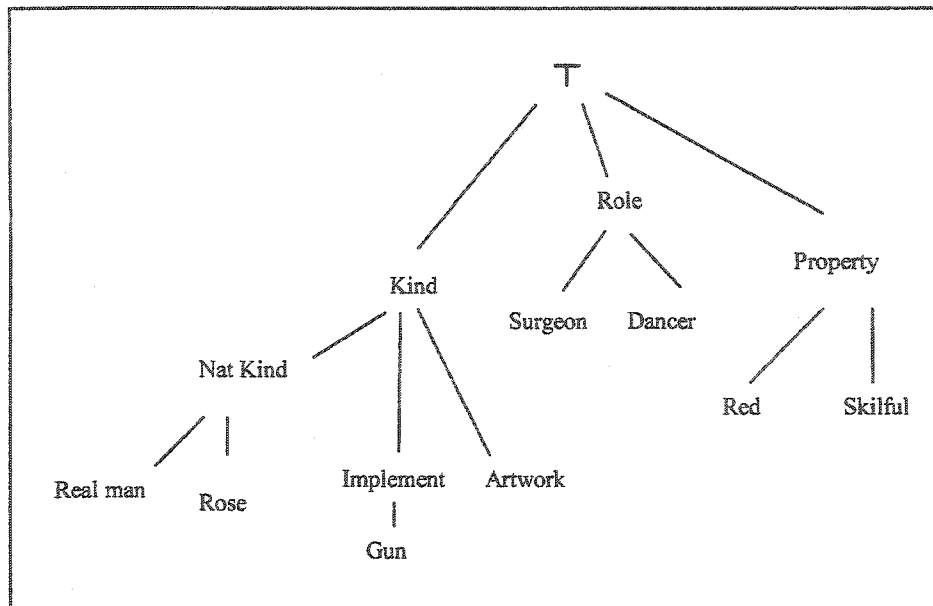 T
Role
Property
Kind
Surgeon Dancer
Nat Kind
Red Skilful
Real man Rose Implement Artwork
Gun